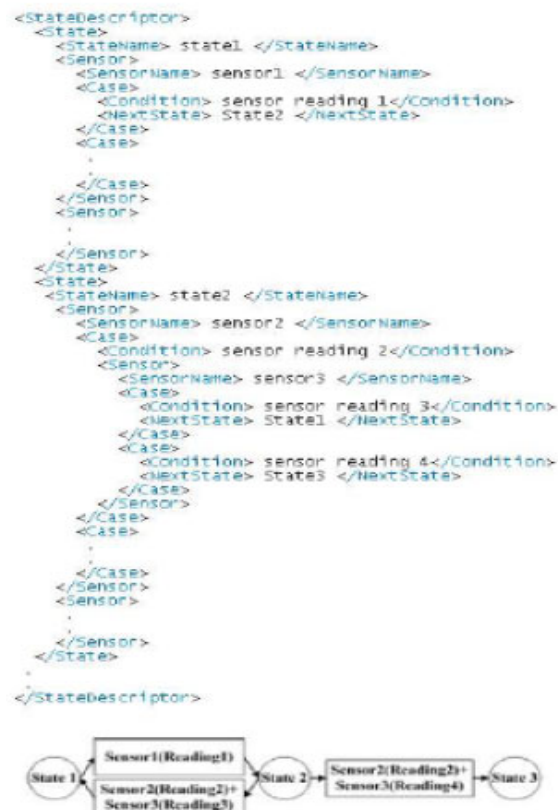 <StateDescriptor>
<State>
<StateName> state1 </StateName>
<Sensor>
<SensorName> sensor1 </SensorName>
<Case>
<Condition> sensor reading 1</Condition>
<NextState> State2 </NextState>
</Case>
<Case>
.
.
</Case>
</Sensor>
<Sensor>
.
.
</Sensor>
</State>
<State>
<StateName> state2 </StateName>
<Sensor>
<SensorName> sensor2 </SensorName>
<Case>
<Condition> sensor reading 2</Condition>
<Sensor>
<SensorName> sensor3 </SensorName>
<Case>
<Condition> sensor reading 3</Condition>
<NextState> State1 </NextState>
</Case>
<Case>
<Condition> sensor reading 4</Condition>
<NextState> State3 </NextState>
</Case>
</Sensor>
</Case>
<Case>
.
.
</Case>
</Sensor>
<Sensor>
.
.
</Sensor>
</State>
.
.
</StateDescriptor>
State 1
Sensor1(Reading1)
Sensor2(Reading2)+
Sensor3(Reading3)
State 2
Sensor2(Reading2)+
Sensor3(Reading4)
State 3